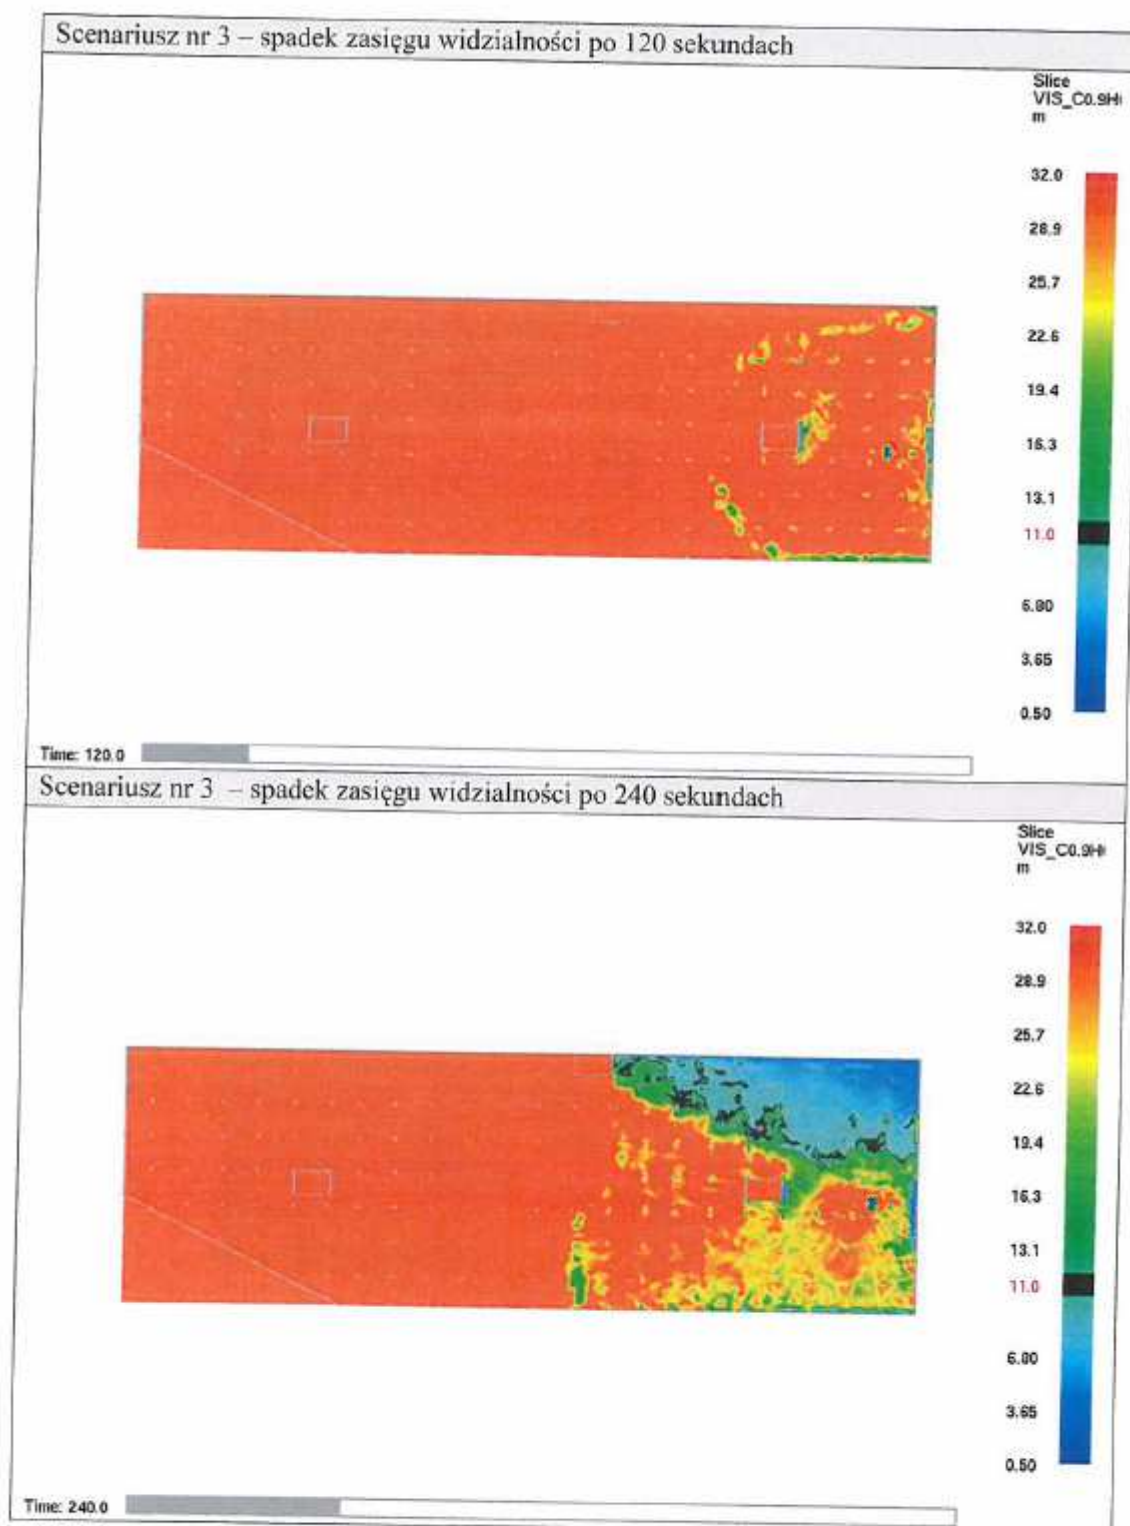 Scenariusz nr 3 – spadek zasięgu widzialności po 120 sekundach
Slice
VIS_C0.9H
m
32.0
28.9
25.7
22.6
19.4
16.3
13.1
11.0
6.80
3.65
0.50
Time: 120.0
Scenariusz nr 3 – spadek zasięgu widzialności po 240 sekundach
Slice
VIS_C0.9H
m
32.0
28.9
25.7
22.6
19.4
16.3
13.1
11.0
6.80
3.65
0.50
Time: 240.0